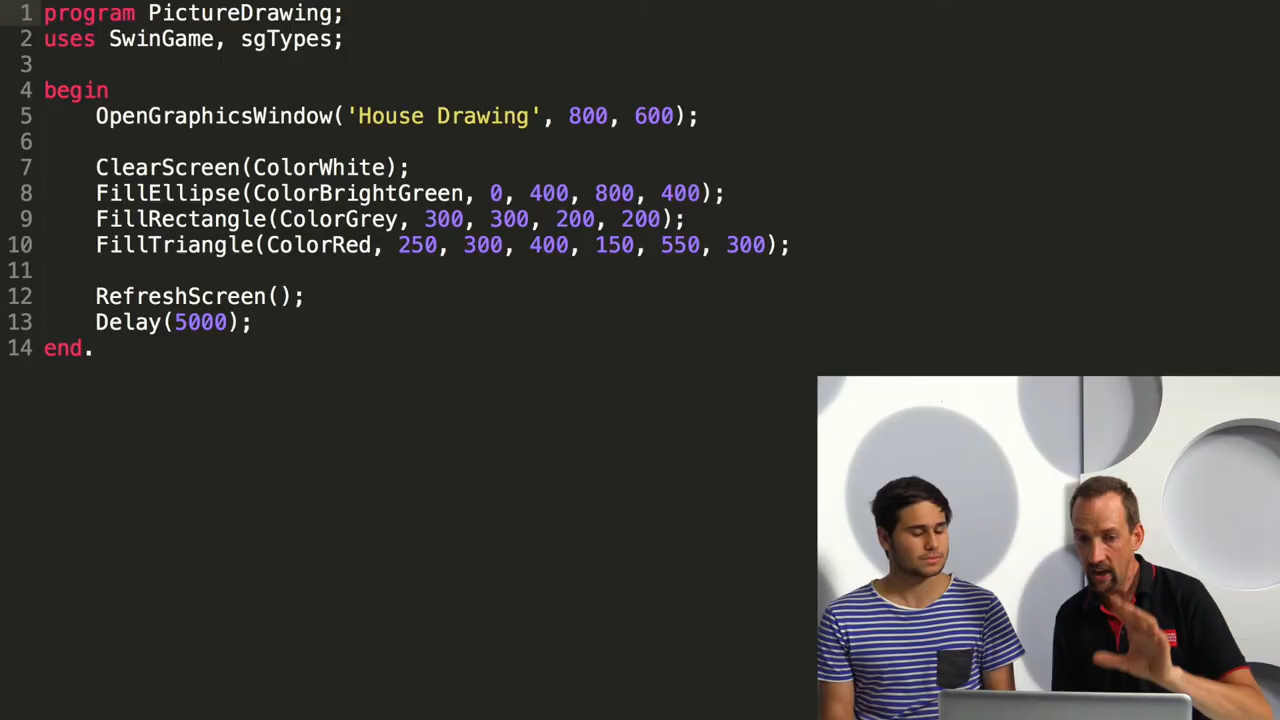 1 program PictureDrawing;
2 uses SwinGame, sgTypes;
3
4 begin
5 OpenGraphicsWindow('House Drawing', 800, 600);
6
7 ClearScreen(ColorWhite);
8 FillEllipse(ColorBrightGreen, 0, 400, 800, 400);
9 FillRectangle(ColorGrey, 300, 300, 200, 200);
10 FillTriangle(ColorRed, 250, 300, 400, 150, 550, 300);
11
12 RefreshScreen();
13 Delay(5000);
14 end.